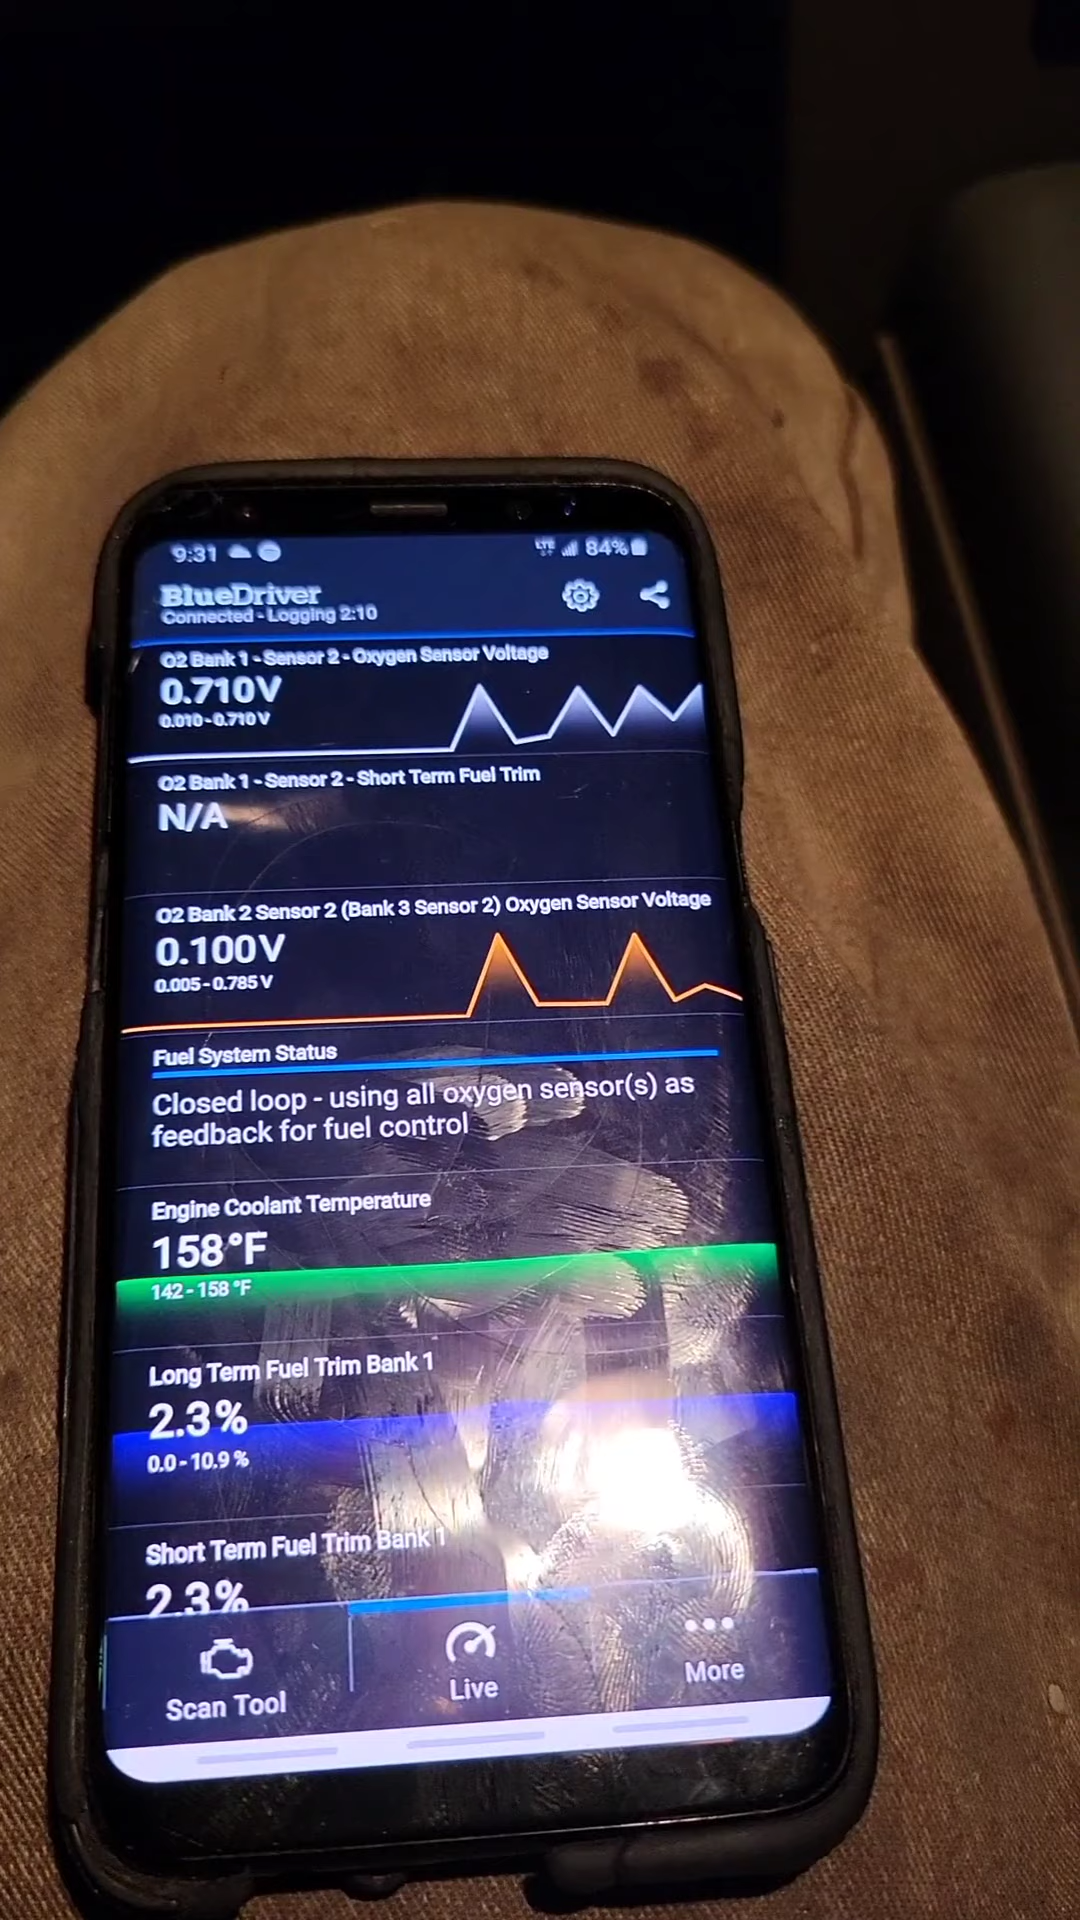 9:31
LTE 84%
BlueDriver
Connected - Logging 2:10
O2 Bank 1 - Sensor 2 - Oxygen Sensor Voltage
0.710V
0.010 - 0.710 V
O2 Bank 1 - Sensor 2 - Short Term Fuel Trim
N/A
O2 Bank 2 Sensor 2 (Bank 3 Sensor 2) Oxygen Sensor Voltage
0.100V
0.005 - 0.785 V
Fuel System Status
Closed loop - using all oxygen sensor(s) as
feedback for fuel control
Engine Coolant Temperature
158°F
142 - 158 °F
Long Term Fuel Trim Bank 1
2.3%
0.0 - 10.9 %
Short Term Fuel Trim Bank 1
2.3%
Scan Tool
Live
More